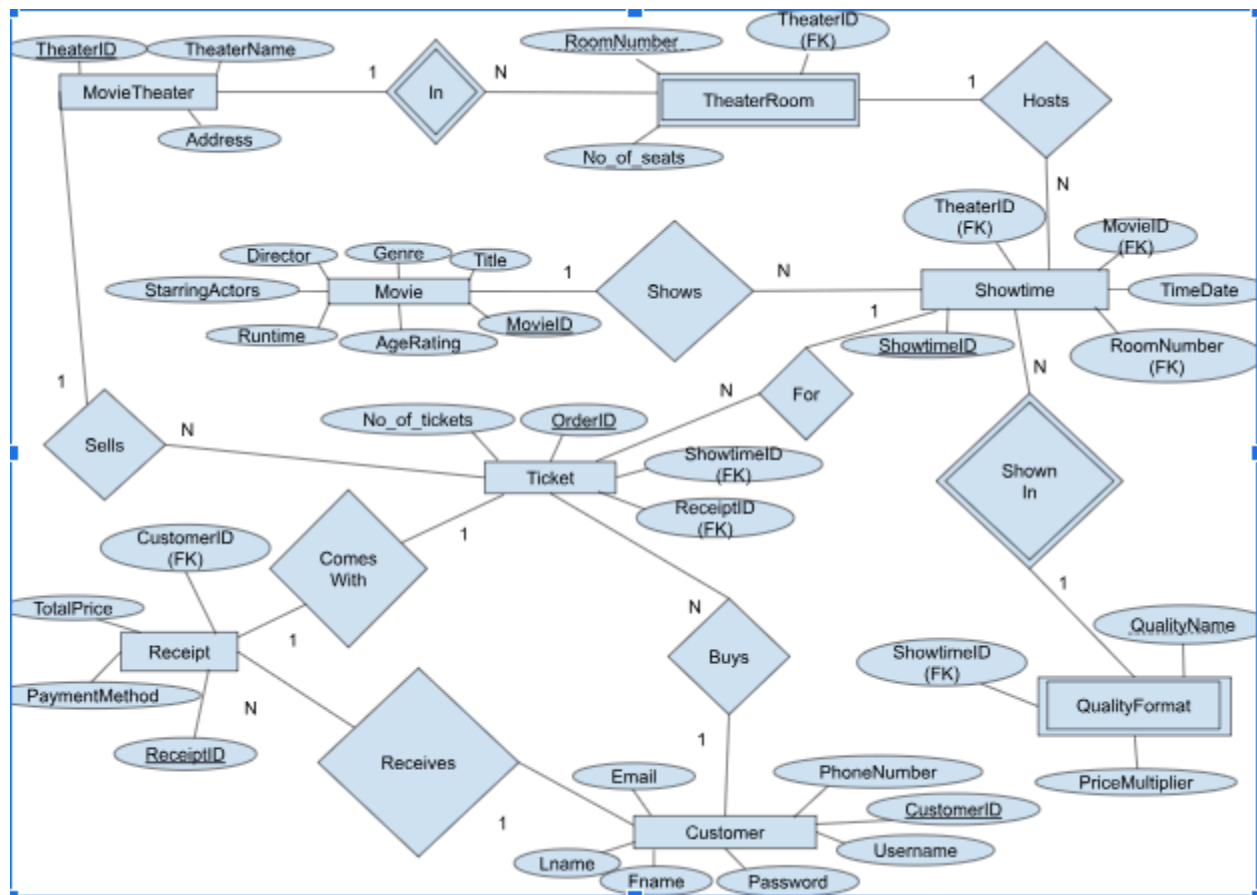 TheaterID
TheaterName
MovieTheater
Address
1
In
N
RoomNumber
TheaterID
(FK)
TheaterRoom
No_of_seats
1
Hosts
N
Director
Genre
Title
StarringActors
Movie
Runtime
AgeRating
MovieID
1
Shows
N
TheaterID
(FK)
MovieID
(FK)
Showtime
TimeDate
ShowtimeID
RoomNumber
(FK)
1
For
N
N
1
Sells
N
No_of_tickets
OrderID
Ticket
ShowtimeID
(FK)
ReceiptID
(FK)
Shown
In
1
CustomerID
(FK)
Comes
With
1
1
TotalPrice
Receipt
PaymentMethod
ReceiptID
N
Receives
1
N
Buys
1
QualityName
ShowtimeID
(FK)
QualityFormat
PriceMultiplier
Email
PhoneNumber
CustomerID
Customer
Username
Lname
Fname
Password